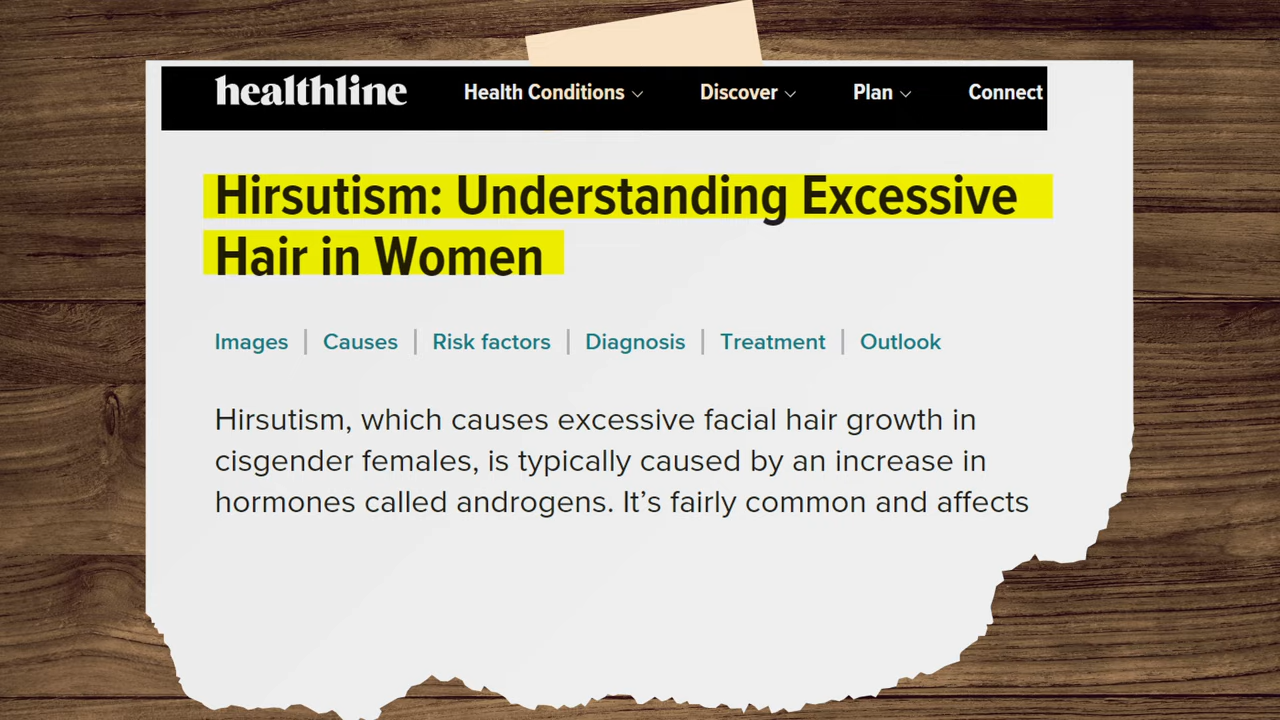 healthline Health Conditions Discover Plan Connect
Hirsutism: Understanding Excessive
Hair in Women
Images | Causes | Risk factors | Diagnosis | Treatment | Outlook
Hirsutism, which causes excessive facial hair growth in
cisgender females, is typically caused by an increase in
hormones called androgens. It’s fairly common and affects